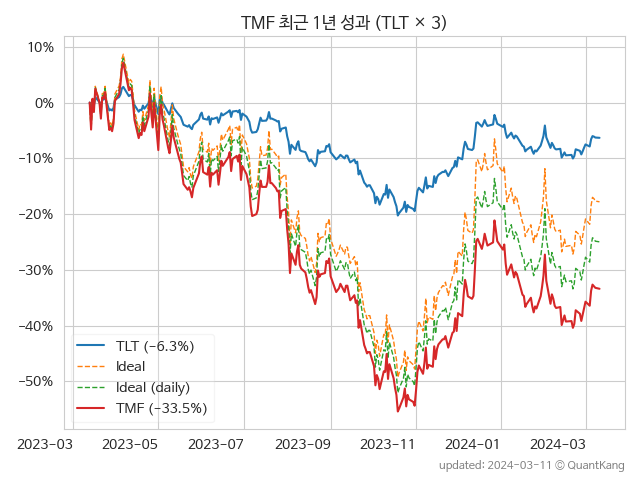 TMF 최근 1년 성과 (TLT × 3)
10%
0%
−10%
−20%
−30%
−40%
−50%
TLT (−6.3%)
Ideal
Ideal (daily)
TMF (−33.5%)
2023-03 2023-05 2023-07 2023-09 2023-11 2024-01 2024-03
updated: 2024-03-11 © QuantKang